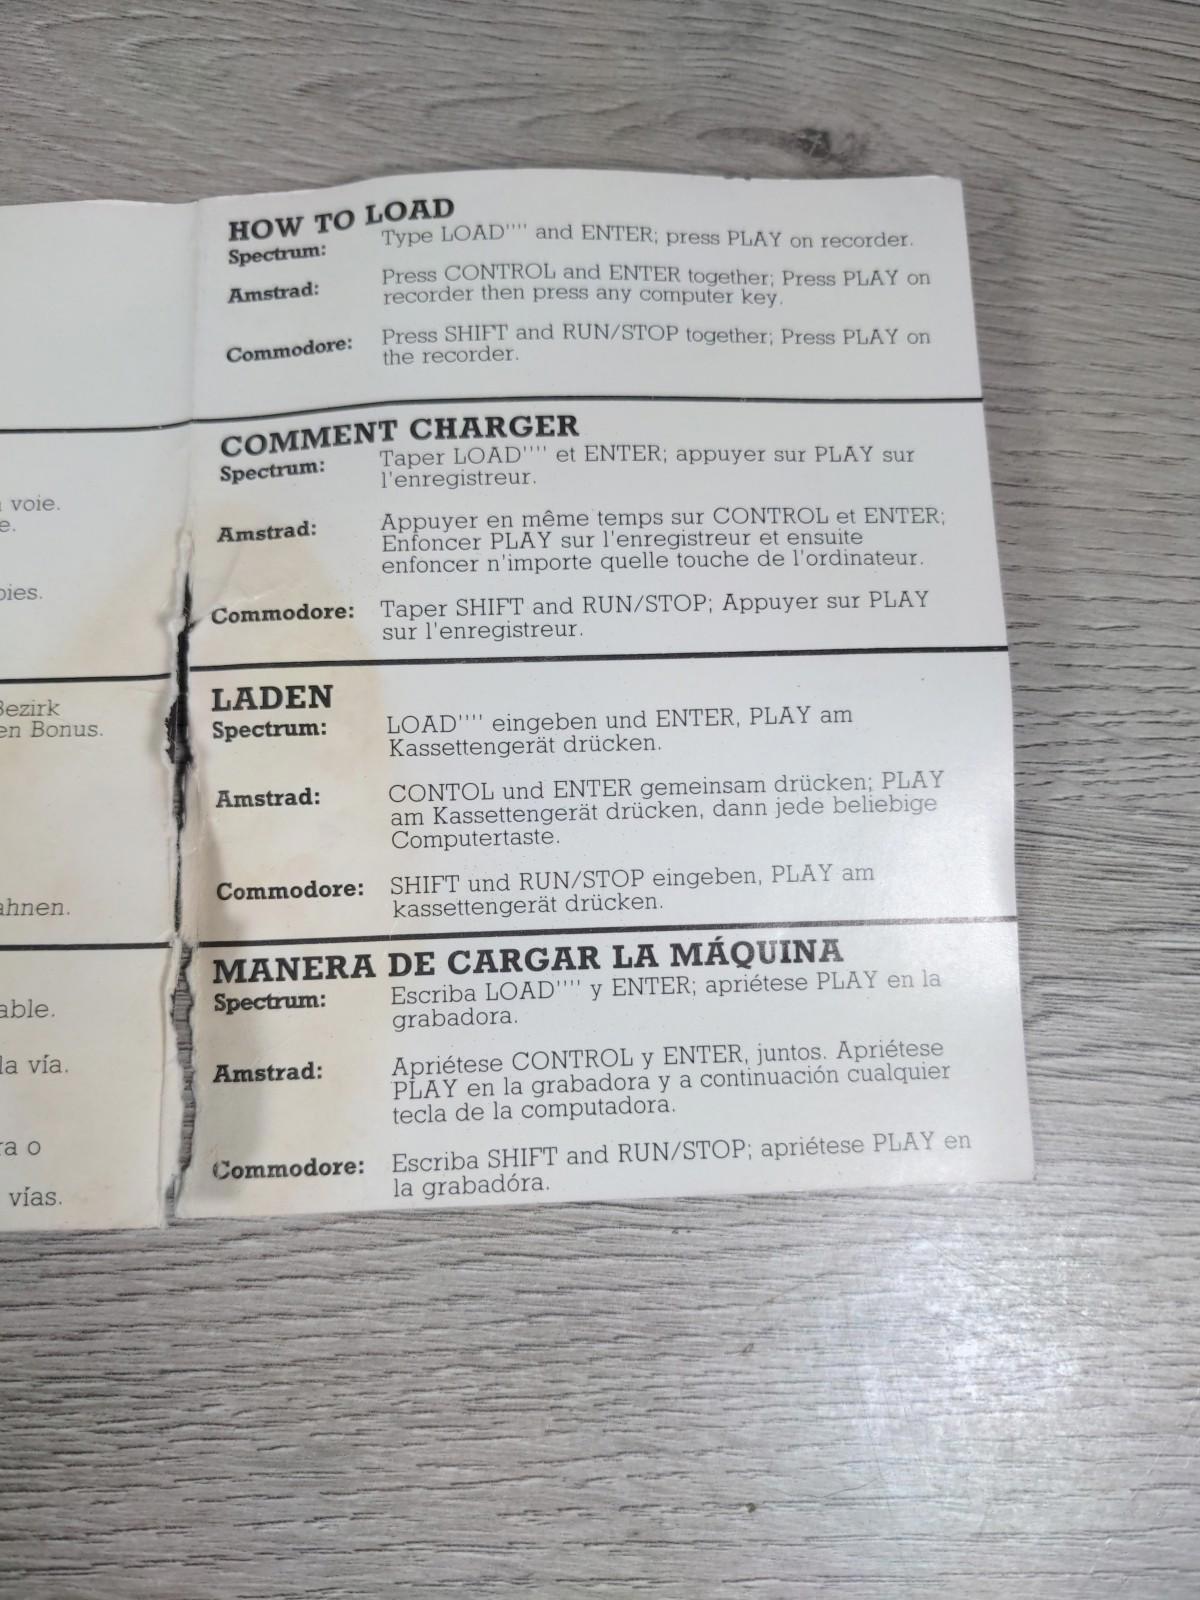 HOW TO LOAD
Spectrum: Type LOAD"" and ENTER; press PLAY on recorder.
Amstrad: Press CONTROL and ENTER together; Press PLAY on
recorder then press any computer key.
Commodore: Press SHIFT and RUN/STOP together; Press PLAY on
the recorder.
COMMENT CHARGER
Spectrum: Taper LOAD"" et ENTER; appuyer sur PLAY sur
l'enregistreur.
Amstrad: Appuyer en même temps sur CONTROL et ENTER;
Enfoncer PLAY sur l'enregistreur et ensuite
enfoncer n'importe quelle touche de l'ordinateur.
Commodore: Taper SHIFT and RUN/STOP; Appuyer sur PLAY
sur l'enregistreur.
LADEN
Spectrum: LOAD"" eingeben und ENTER, PLAY am
Kassettengerät drücken.
Amstrad: CONTOL und ENTER gemeinsam drücken; PLAY
am Kassettengerät drücken, dann jede beliebige
Computertaste.
Commodore: SHIFT und RUN/STOP eingeben, PLAY am
kassettengerät drücken.
MANERA DE CARGAR LA MÁQUINA
Spectrum: Escriba LOAD"" y ENTER; apriétese PLAY en la
grabadora.
Amstrad: Apriétese CONTROL y ENTER, juntos. Apriétese
PLAY en la grabadora y a continuación cualquier
tecla de la computadora.
Commodore: Escriba SHIFT and RUN/STOP; apriétese PLAY en
la grabadóra.
voie.
Bezirk
en Bonus.
la vía.
o
vías.